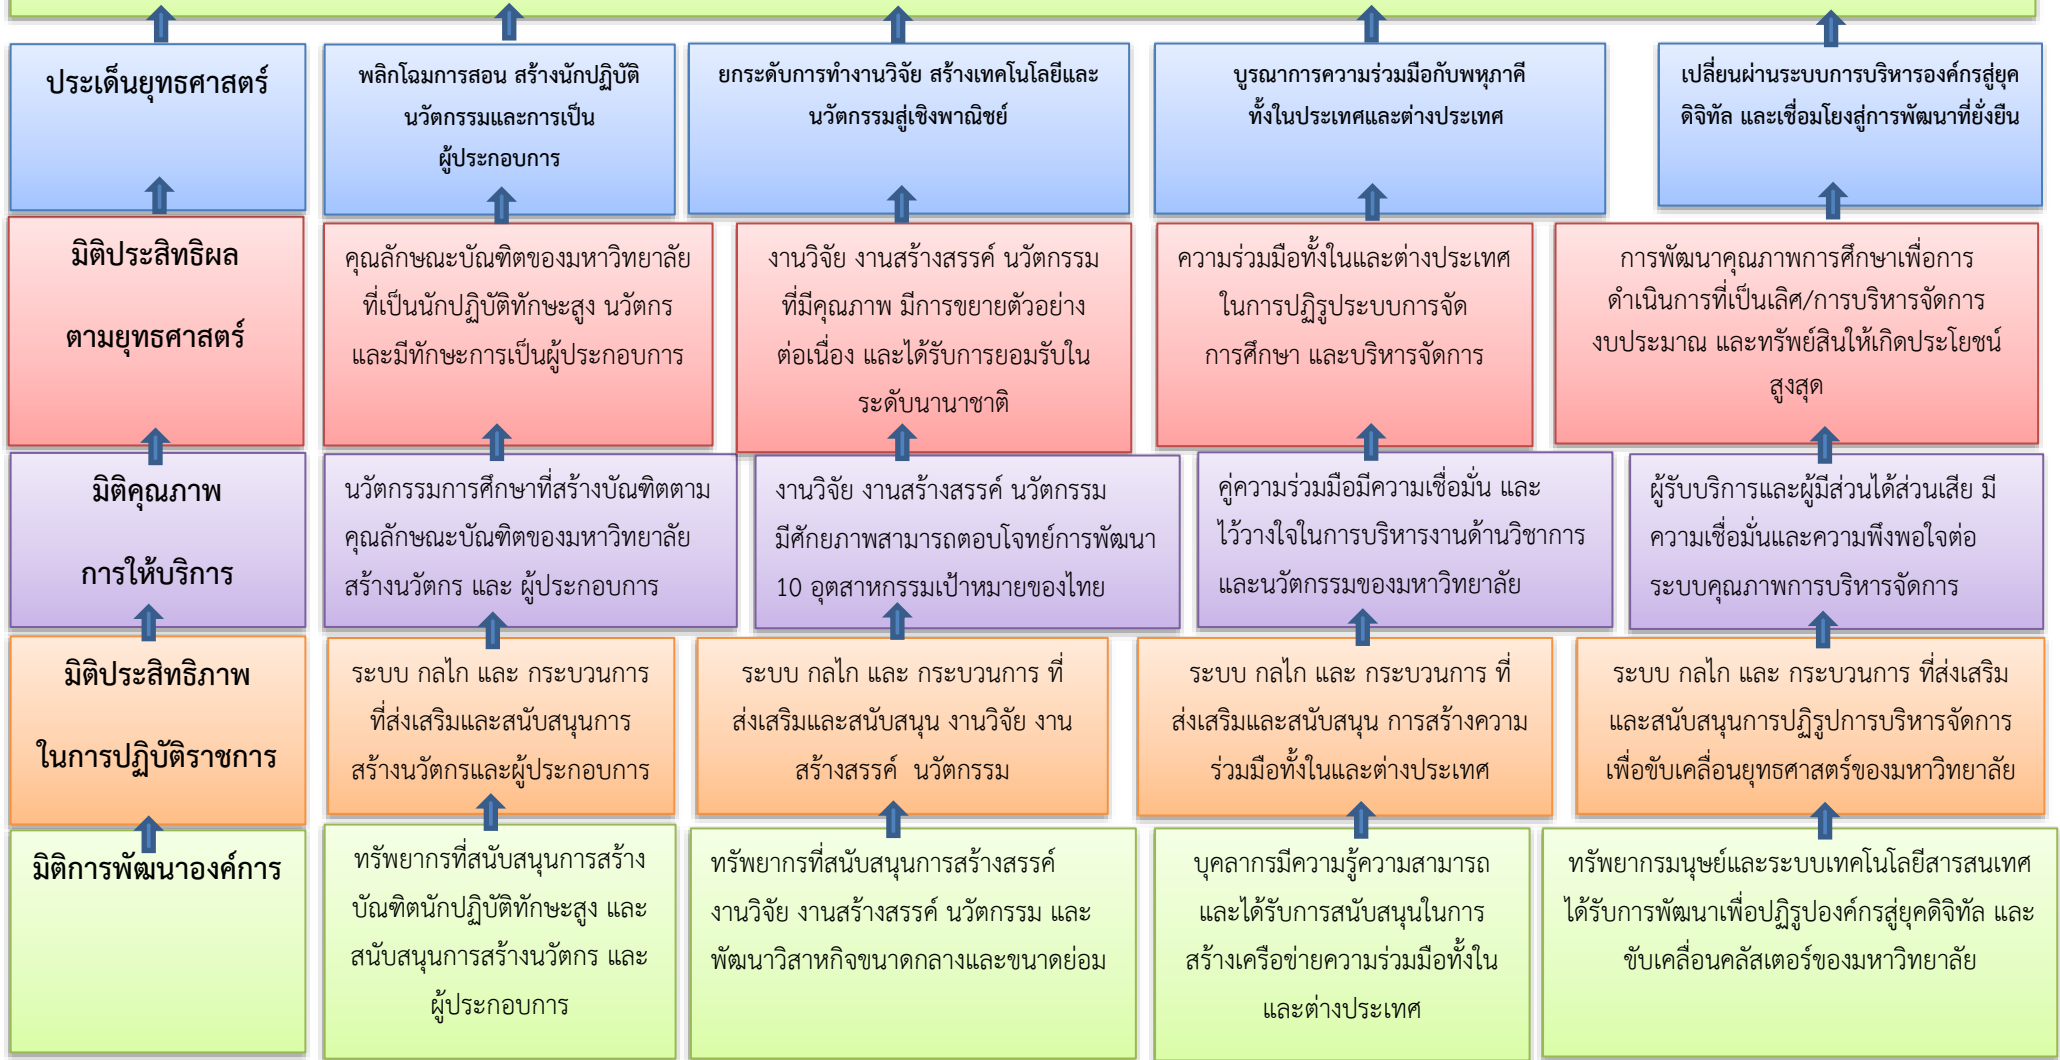 ประเด็นยุทธศาสตร์
พลิกโฉมการสอน สร้างนักปฏิบัติ
นวัตกรรมและการเป็น
ผู้ประกอบการ
ยกระดับการทำงานวิจัย สร้างเทคโนโลยีและ
นวัตกรรมสู่เชิงพาณิชย์
บูรณาการความร่วมมือกับพหุภาคี
ทั้งในประเทศและต่างประเทศ
เปลี่ยนผ่านระบบการบริหารองค์กรสู่ยุค
ดิจิทัล และเชื่อมโยงสู่การพัฒนาที่ยั่งยืน
มิติประสิทธิผล
ตามยุทธศาสตร์
คุณลักษณะบัณฑิตของมหาวิทยาลัย
ที่เป็นนักปฏิบัติทักษะสูง นวัตกร
และมีทักษะการเป็นผู้ประกอบการ
งานวิจัย งานสร้างสรรค์ นวัตกรรม
ที่มีคุณภาพ มีการขยายตัวอย่าง
ต่อเนื่อง และได้รับการยอมรับใน
ระดับนานาชาติ
ความร่วมมือทั้งในและต่างประเทศ
ในการปฏิรูประบบการจัด
การศึกษา และบริหารจัดการ
การพัฒนาคุณภาพการศึกษาเพื่อการ
ดำเนินการที่เป็นเลิศ/การบริหารจัดการ
งบประมาณ และทรัพย์สินให้เกิดประโยชน์
สูงสุด
มิติคุณภาพ
การให้บริการ
นวัตกรรมการศึกษาที่สร้างบัณฑิตตาม
คุณลักษณะบัณฑิตของมหาวิทยาลัย
สร้างนวัตกร และ ผู้ประกอบการ
งานวิจัย งานสร้างสรรค์ นวัตกรรม
มีศักยภาพสามารถตอบโจทย์การพัฒนา
10 อุตสาหกรรมเป้าหมายของไทย
คู่ความร่วมมือมีความเชื่อมั่น และ
ไว้วางใจในการบริหารงานด้านวิชาการ
และนวัตกรรมของมหาวิทยาลัย
ผู้รับบริการและผู้มีส่วนได้ส่วนเสีย มี
ความเชื่อมั่นและความพึงพอใจต่อ
ระบบคุณภาพการบริหารจัดการ
มิติประสิทธิภาพ
ในการปฏิบัติราชการ
ระบบ กลไก และ กระบวนการ
ที่ส่งเสริมและสนับสนุนการ
สร้างนวัตกรและผู้ประกอบการ
ระบบ กลไก และ กระบวนการ ที่
ส่งเสริมและสนับสนุน งานวิจัย งาน
สร้างสรรค์ นวัตกรรม
ระบบ กลไก และ กระบวนการ ที่
ส่งเสริมและสนับสนุน การสร้างความ
ร่วมมือทั้งในและต่างประเทศ
ระบบ กลไก และ กระบวนการ ที่ส่งเสริม
และสนับสนุนการปฏิรูปการบริหารจัดการ
เพื่อขับเคลื่อนยุทธศาสตร์ของมหาวิทยาลัย
มิติการพัฒนาองค์การ
ทรัพยากรที่สนับสนุนการสร้าง
บัณฑิตนักปฏิบัติทักษะสูง และ
สนับสนุนการสร้างนวัตกร และ
ผู้ประกอบการ
ทรัพยากรที่สนับสนุนการสร้างสรรค์
งานวิจัย งานสร้างสรรค์ นวัตกรรม และ
พัฒนาวิสาหกิจขนาดกลางและขนาดย่อม
บุคลากรมีความรู้ความสามารถ
และได้รับการสนับสนุนในการ
สร้างเครือข่ายความร่วมมือทั้งใน
และต่างประเทศ
ทรัพยากรมนุษย์และระบบเทคโนโลยีสารสนเทศ
ได้รับการพัฒนาเพื่อปฏิรูปองค์กรสู่ยุคดิจิทัล และ
ขับเคลื่อนคลัสเตอร์ของมหาวิทยาลัย